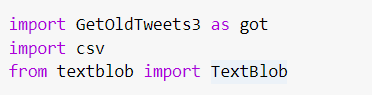 import GetOldTweets3 as got
import csv
from textblob import TextBlob